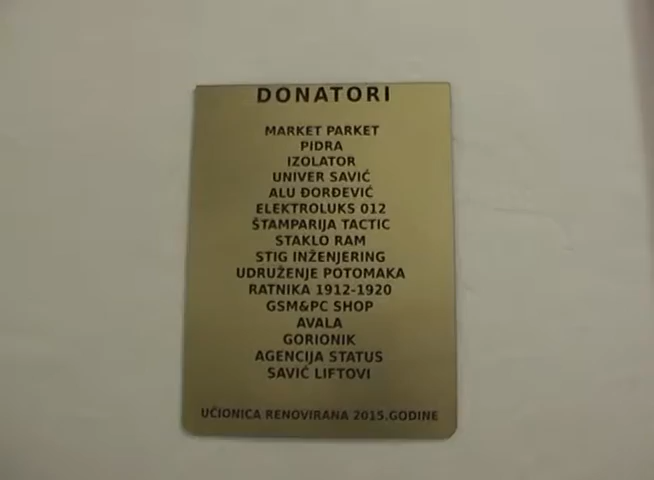 DONATORI
MARKET PARKET
PIDRA
IZOLATOR
UNIVER SAVIĆ
ALU ĐORĐEVIĆ
ELEKTROLUKS 012
ŠTAMPARIJA TACTIC
STAKLO RAM
STIG INŽENJERING
UDRUŽENJE POTOMAKA
RATNIKA 1912-1920
GSM&PC SHOP
AVALA
GORIONIK
AGENCIJA STATUS
SAVIĆ LIFTOVI
UČIONICA RENOVIRANA 2015.GODINE